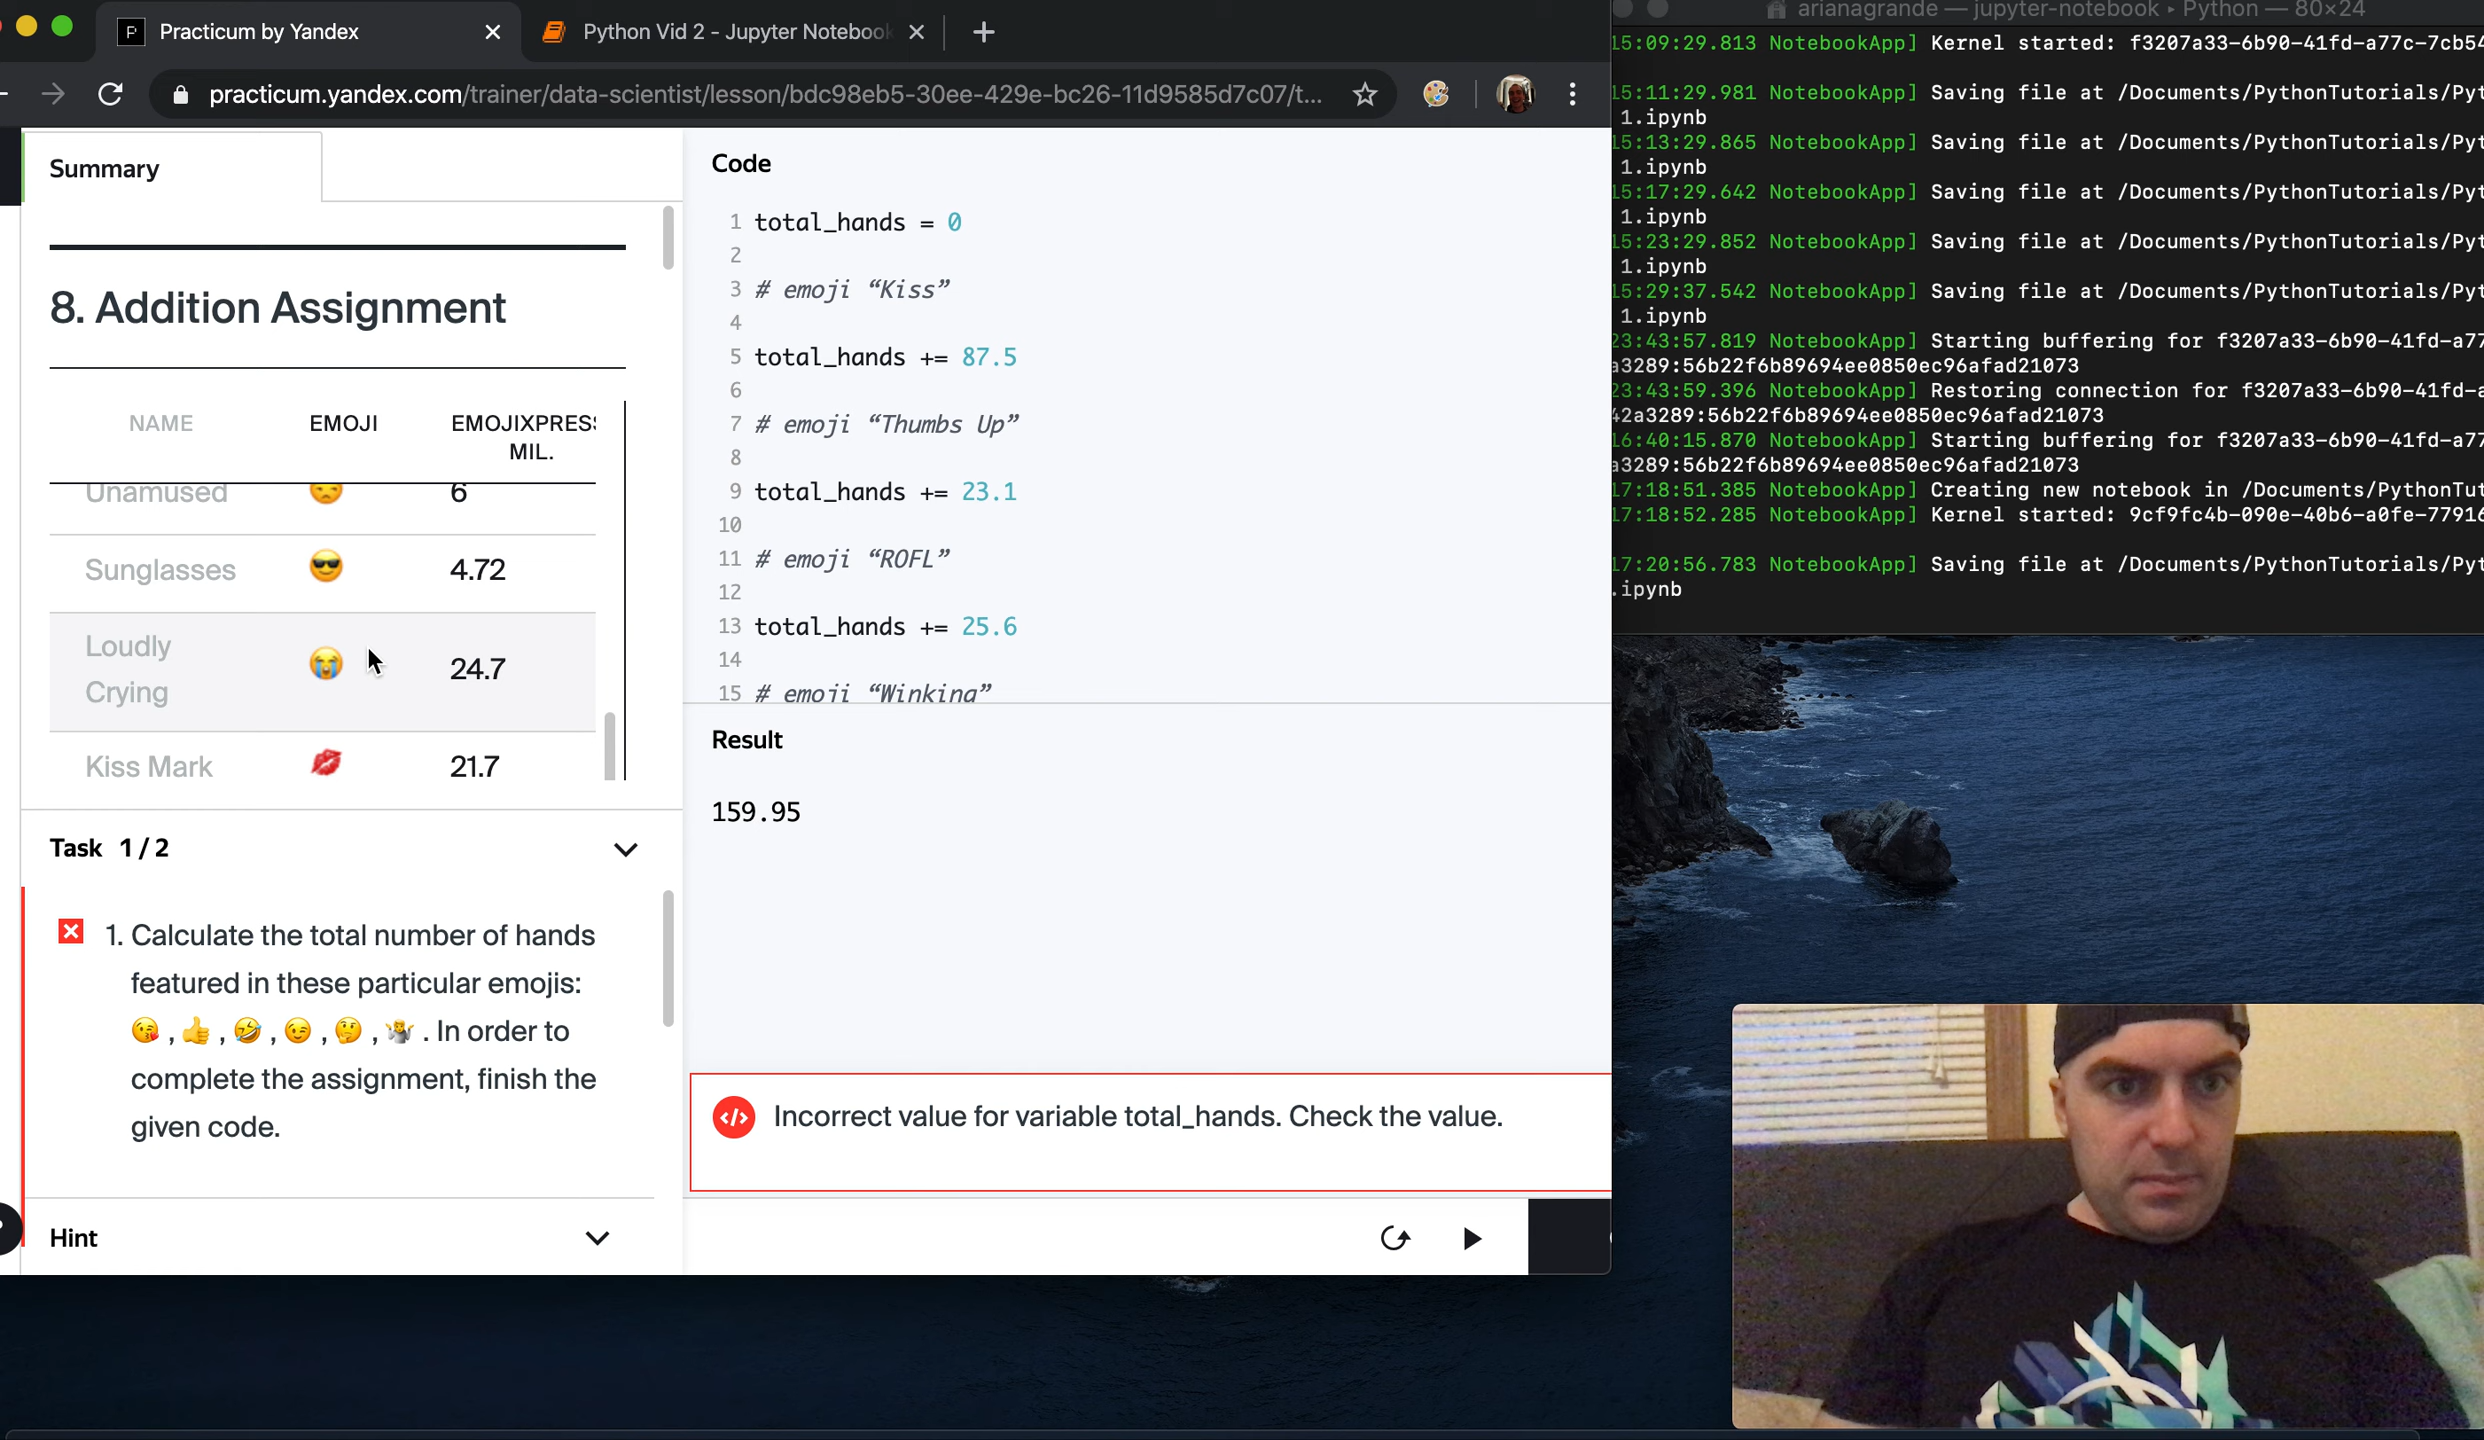 Practicum by Yandex
Python Vid 2 - Jupyter Notebook
practicum.yandex.com/trainer/data-scientist/lesson/bdc98eb5-30ee-429e-bc26-11d9585d7c07/t...
Summary
8. Addition Assignment
NAME EMOJI EMOJIXPRESS
MIL.
Unamused 😒 6
Sunglasses 😎 4.72
Loudly
Crying 😭 24.7
Kiss Mark 💋 21.7
Task 1 / 2
1. Calculate the total number of hands
featured in these particular emojis:
😘 , 👍 , 🤣 , 😉 , 🤔 , 🤷 . In order to
complete the assignment, finish the
given code.
Hint
Code
1 total_hands = 0
2
3 # emoji “Kiss”
4
5 total_hands += 87.5
6
7 # emoji “Thumbs Up”
8
9 total_hands += 23.1
10
11 # emoji “ROFL”
12
13 total_hands += 25.6
14
15 # emoji “Winking”
Result
159.95
Incorrect value for variable total_hands. Check the value.
arianagrande — jupyter-notebook ▸ Python — 80×24
15:09:29.813 NotebookApp] Kernel started: f3207a33-6b90-41fd-a77c-7cb54
15:11:29.981 NotebookApp] Saving file at /Documents/PythonTutorials/Pyt
1.ipynb
15:13:29.865 NotebookApp] Saving file at /Documents/PythonTutorials/Pyt
1.ipynb
15:17:29.642 NotebookApp] Saving file at /Documents/PythonTutorials/Pyt
1.ipynb
15:23:29.852 NotebookApp] Saving file at /Documents/PythonTutorials/Pyt
1.ipynb
15:29:37.542 NotebookApp] Saving file at /Documents/PythonTutorials/Pyt
1.ipynb
23:43:57.819 NotebookApp] Starting buffering for f3207a33-6b90-41fd-a77
a3289:56b22f6b89694ee0850ec96afad21073
23:43:59.396 NotebookApp] Restoring connection for f3207a33-6b90-41fd-a
42a3289:56b22f6b89694ee0850ec96afad21073
16:40:15.870 NotebookApp] Starting buffering for f3207a33-6b90-41fd-a77
a3289:56b22f6b89694ee0850ec96afad21073
17:18:51.385 NotebookApp] Creating new notebook in /Documents/PythonTut
17:18:52.285 NotebookApp] Kernel started: 9cf9fc4b-090e-40b6-a0fe-77916
17:20:56.783 NotebookApp] Saving file at /Documents/PythonTutorials/Pyt
.ipynb